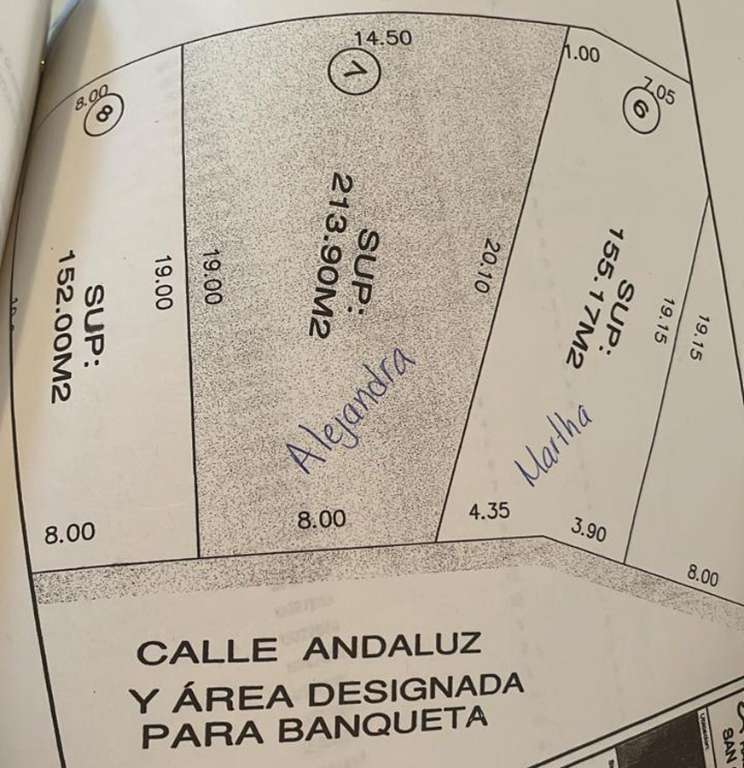 14.50
1.00
7.05
8.00
8
7
6
SUP:
213.90M2
SUP:
155.17M2
SUP:
152.00M2
19.00
19.00
20.10
19.15
19.15
Alejandra
Martha
8.00
8.00
4.35
3.90
8.00
CALLE ANDALUZ
Y ÁREA DESIGNADA
PARA BANQUETA
SAN